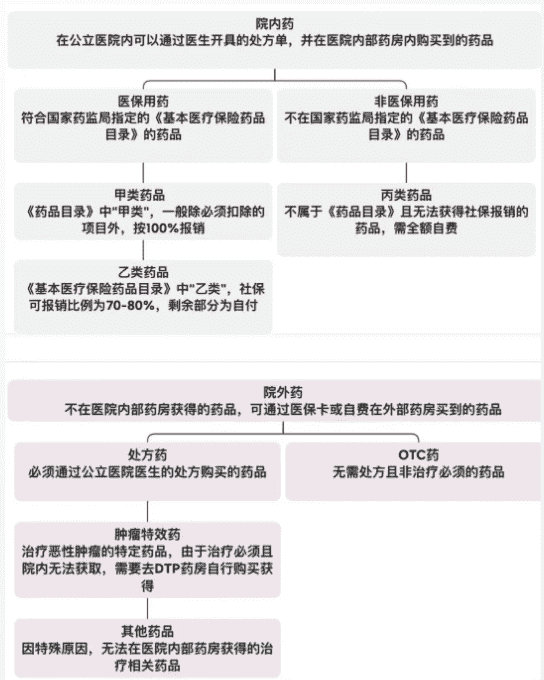 院内药
在公立医院内可以通过医生开具的处方单，并在医院内部药房内购买到的药品
医保用药
符合国家药监局指定的《基本医疗保险药品
目录》的药品
非医保用药
不在国家药监局指定的《基本医疗保险药品
目录》的药品
甲类药品
《药品目录》中"甲类"，一般除必须扣除的
项目外，按100%报销
丙类药品
不属于《药品目录》且无法获得社保报销的
药品，需全额自费
乙类药品
《基本医疗保险药品目录》中"乙类"，社保
可报销比例为70-80%，剩余部分为自付
院外药
不在医院内部药房获得的药品，可通过医保卡或自费在外部药房买到的药品
处方药
必须通过公立医院医生的处方购买的药品
OTC药
无需处方且非治疗必须的药品
肿瘤特效药
治疗恶性肿瘤的特定药品，由于治疗必须且
院内无法获取，需要去DTP药房自行购买获
得
其他药品
因特殊原因，无法在医院内部药房获得的治
疗相关药品